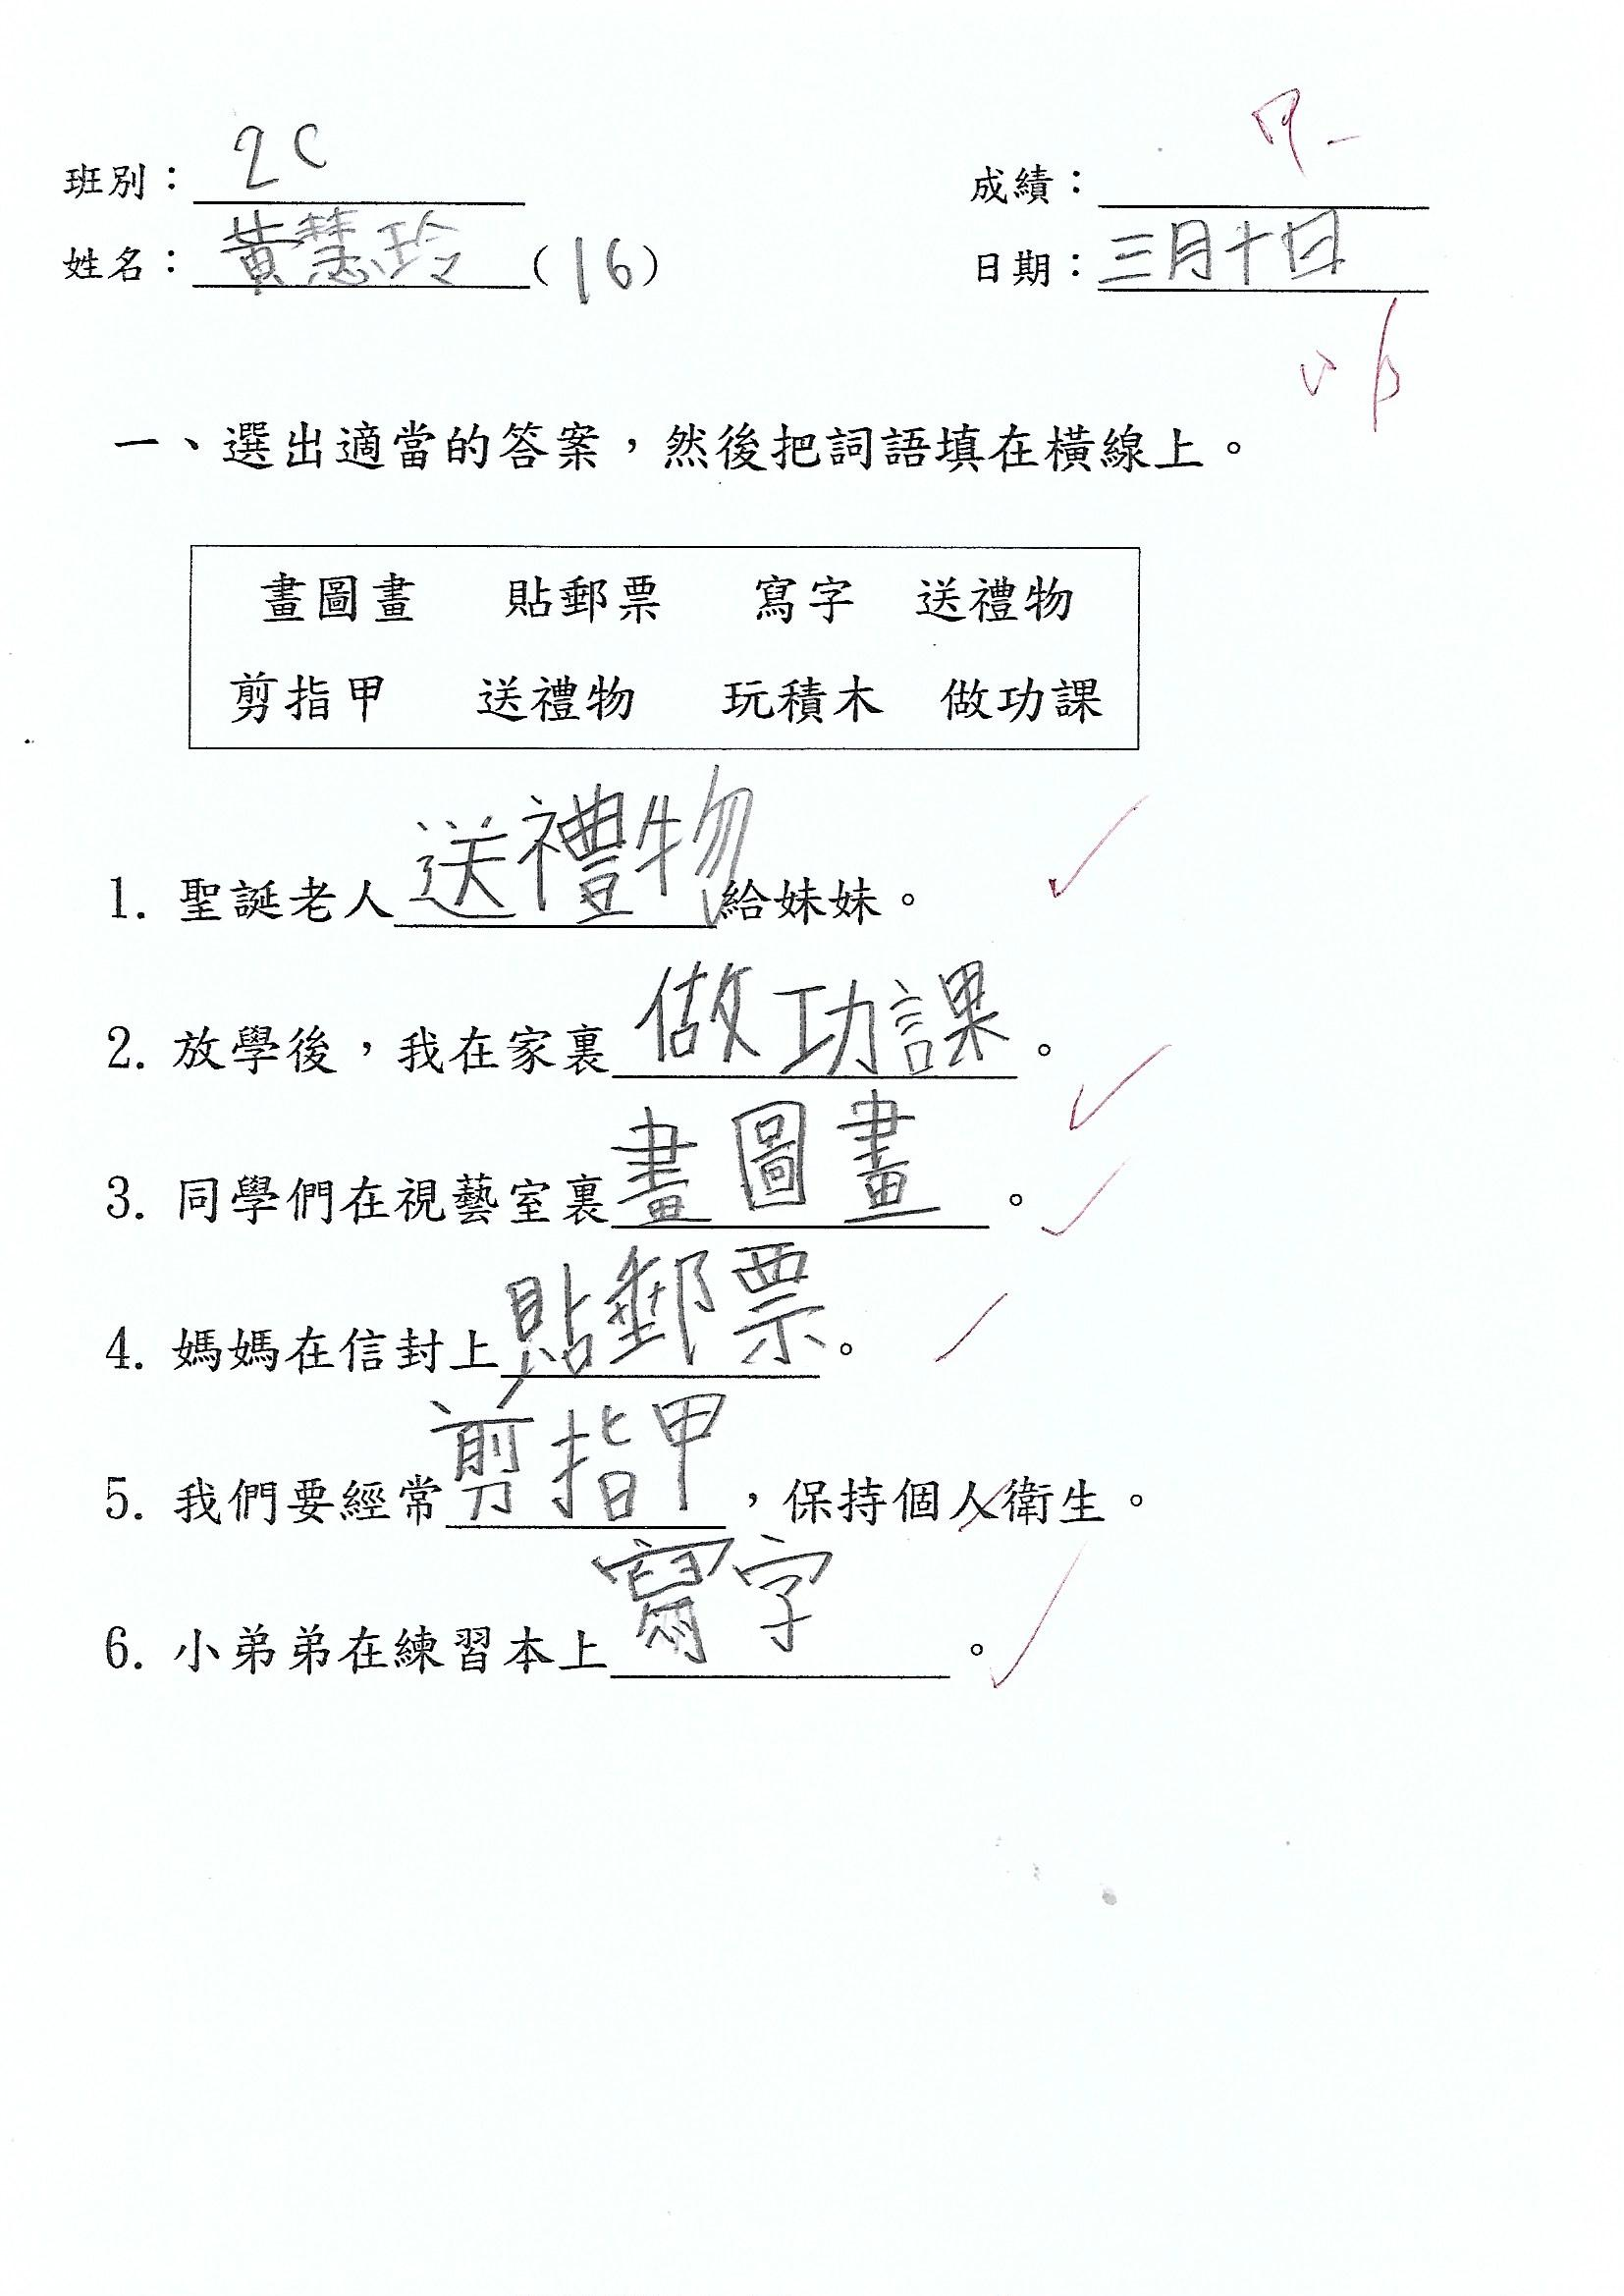 班別：2C 成績：
姓名：黃慧玲（16） 日期：三月十日
一、選出適當的答案，然後把詞語填在橫線上。
畫圖畫 貼郵票 寫字 送禮物
剪指甲 送禮物 玩積木 做功課
1. 聖誕老人送禮物給妹妹。
2. 放學後，我在家裏做功課。
3. 同學們在視藝室裏畫圖畫。
4. 媽媽在信封上貼郵票。
5. 我們要經常剪指甲，保持個人衛生。
6. 小弟弟在練習本上寫字。